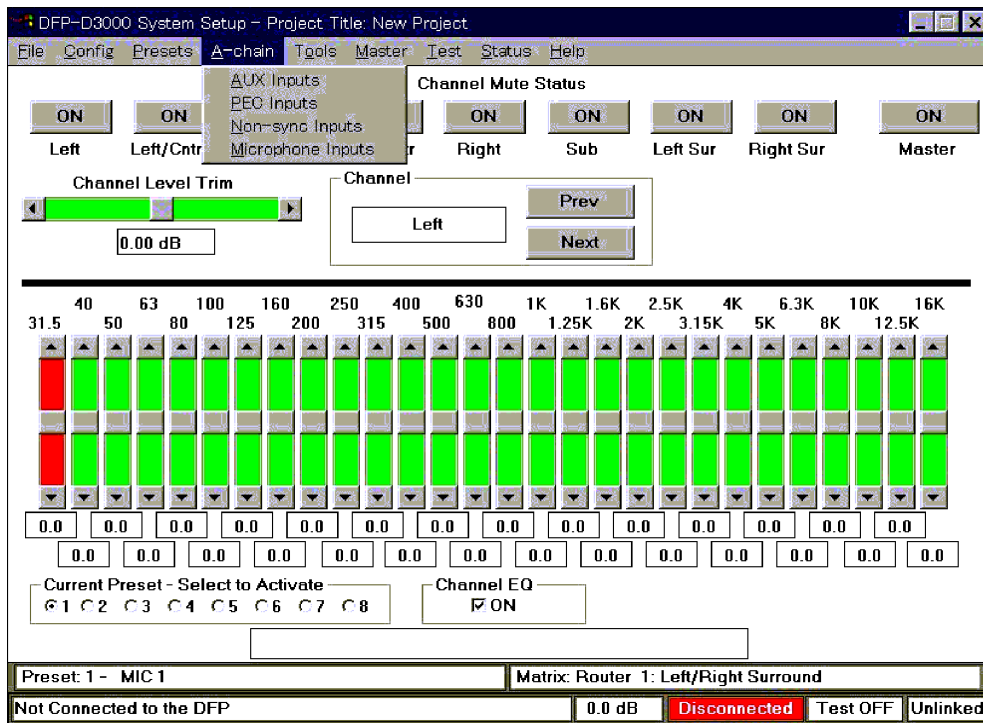 DFP-D3000 System Setup - Project Title: New Project
File Config Presets A-chain Tools Master Test Status Help
AUX Inputs
PEC Inputs
Non-sync Inputs
Microphone Inputs
Channel Mute Status
ON ON ON ON ON ON ON
Left Left/Cntr Right Sub Left Sur Right Sur Master
Channel Level Trim
0.00 dB
Channel
Left
Prev
Next
40 63 100 160 250 400 630 1K 1.6K 2.5K 4K 6.3K 10K 16K
31.5 50 80 125 200 315 500 800 1.25K 2K 3.15K 5K 8K 12.5K
0.0 0.0 0.0 0.0 0.0 0.0 0.0 0.0 0.0 0.0 0.0 0.0 0.0 0.0
0.0 0.0 0.0 0.0 0.0 0.0 0.0 0.0 0.0 0.0 0.0 0.0 0.0 0.0
Current Preset - Select to Activate
1 2 3 4 5 6 7 8
Channel EQ
ON
Preset: 1 - MIC 1
Matrix: Router 1: Left/Right Surround
Not Connected to the DFP
0.0 dB
Disconnected
Test OFF
Unlinked